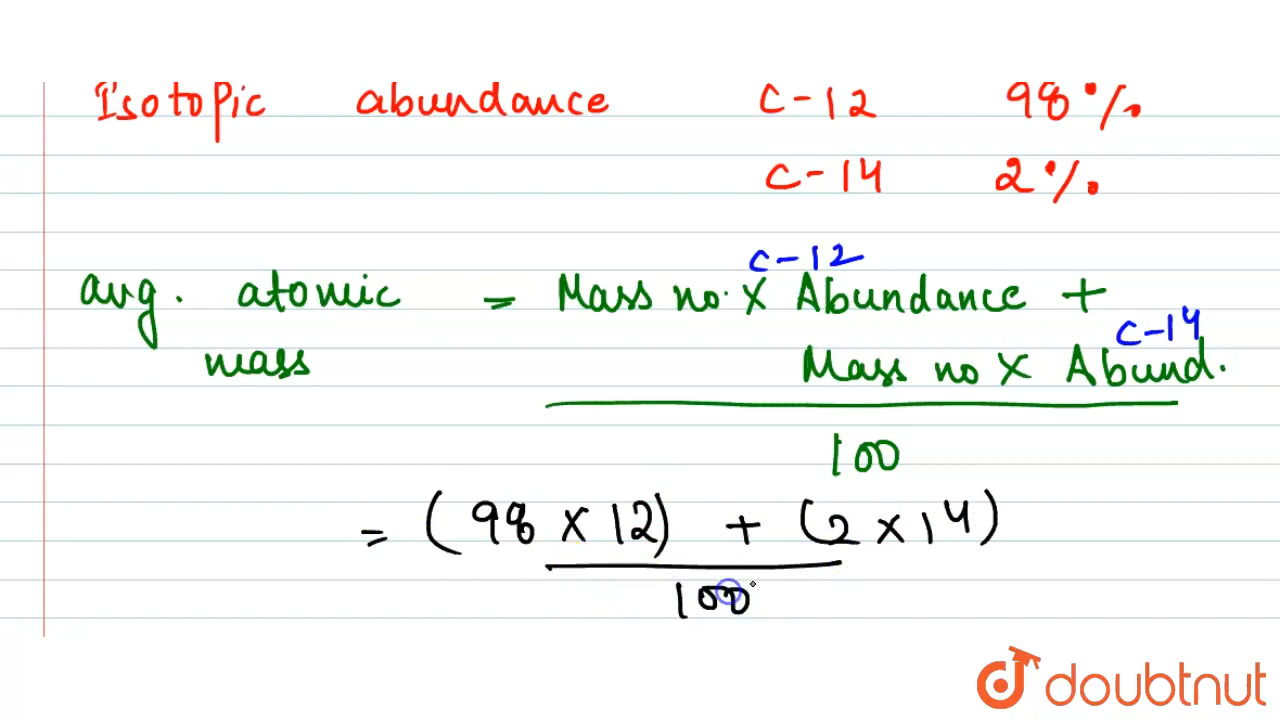 Isotopic abundance C-12 98%
C-14 2%
C-12
avg. atomic = Mass no. X Abundance +
C-14
mass Mass no X Abund.
100
= (98 X 12) + (2 X 14)
100
doubtnut